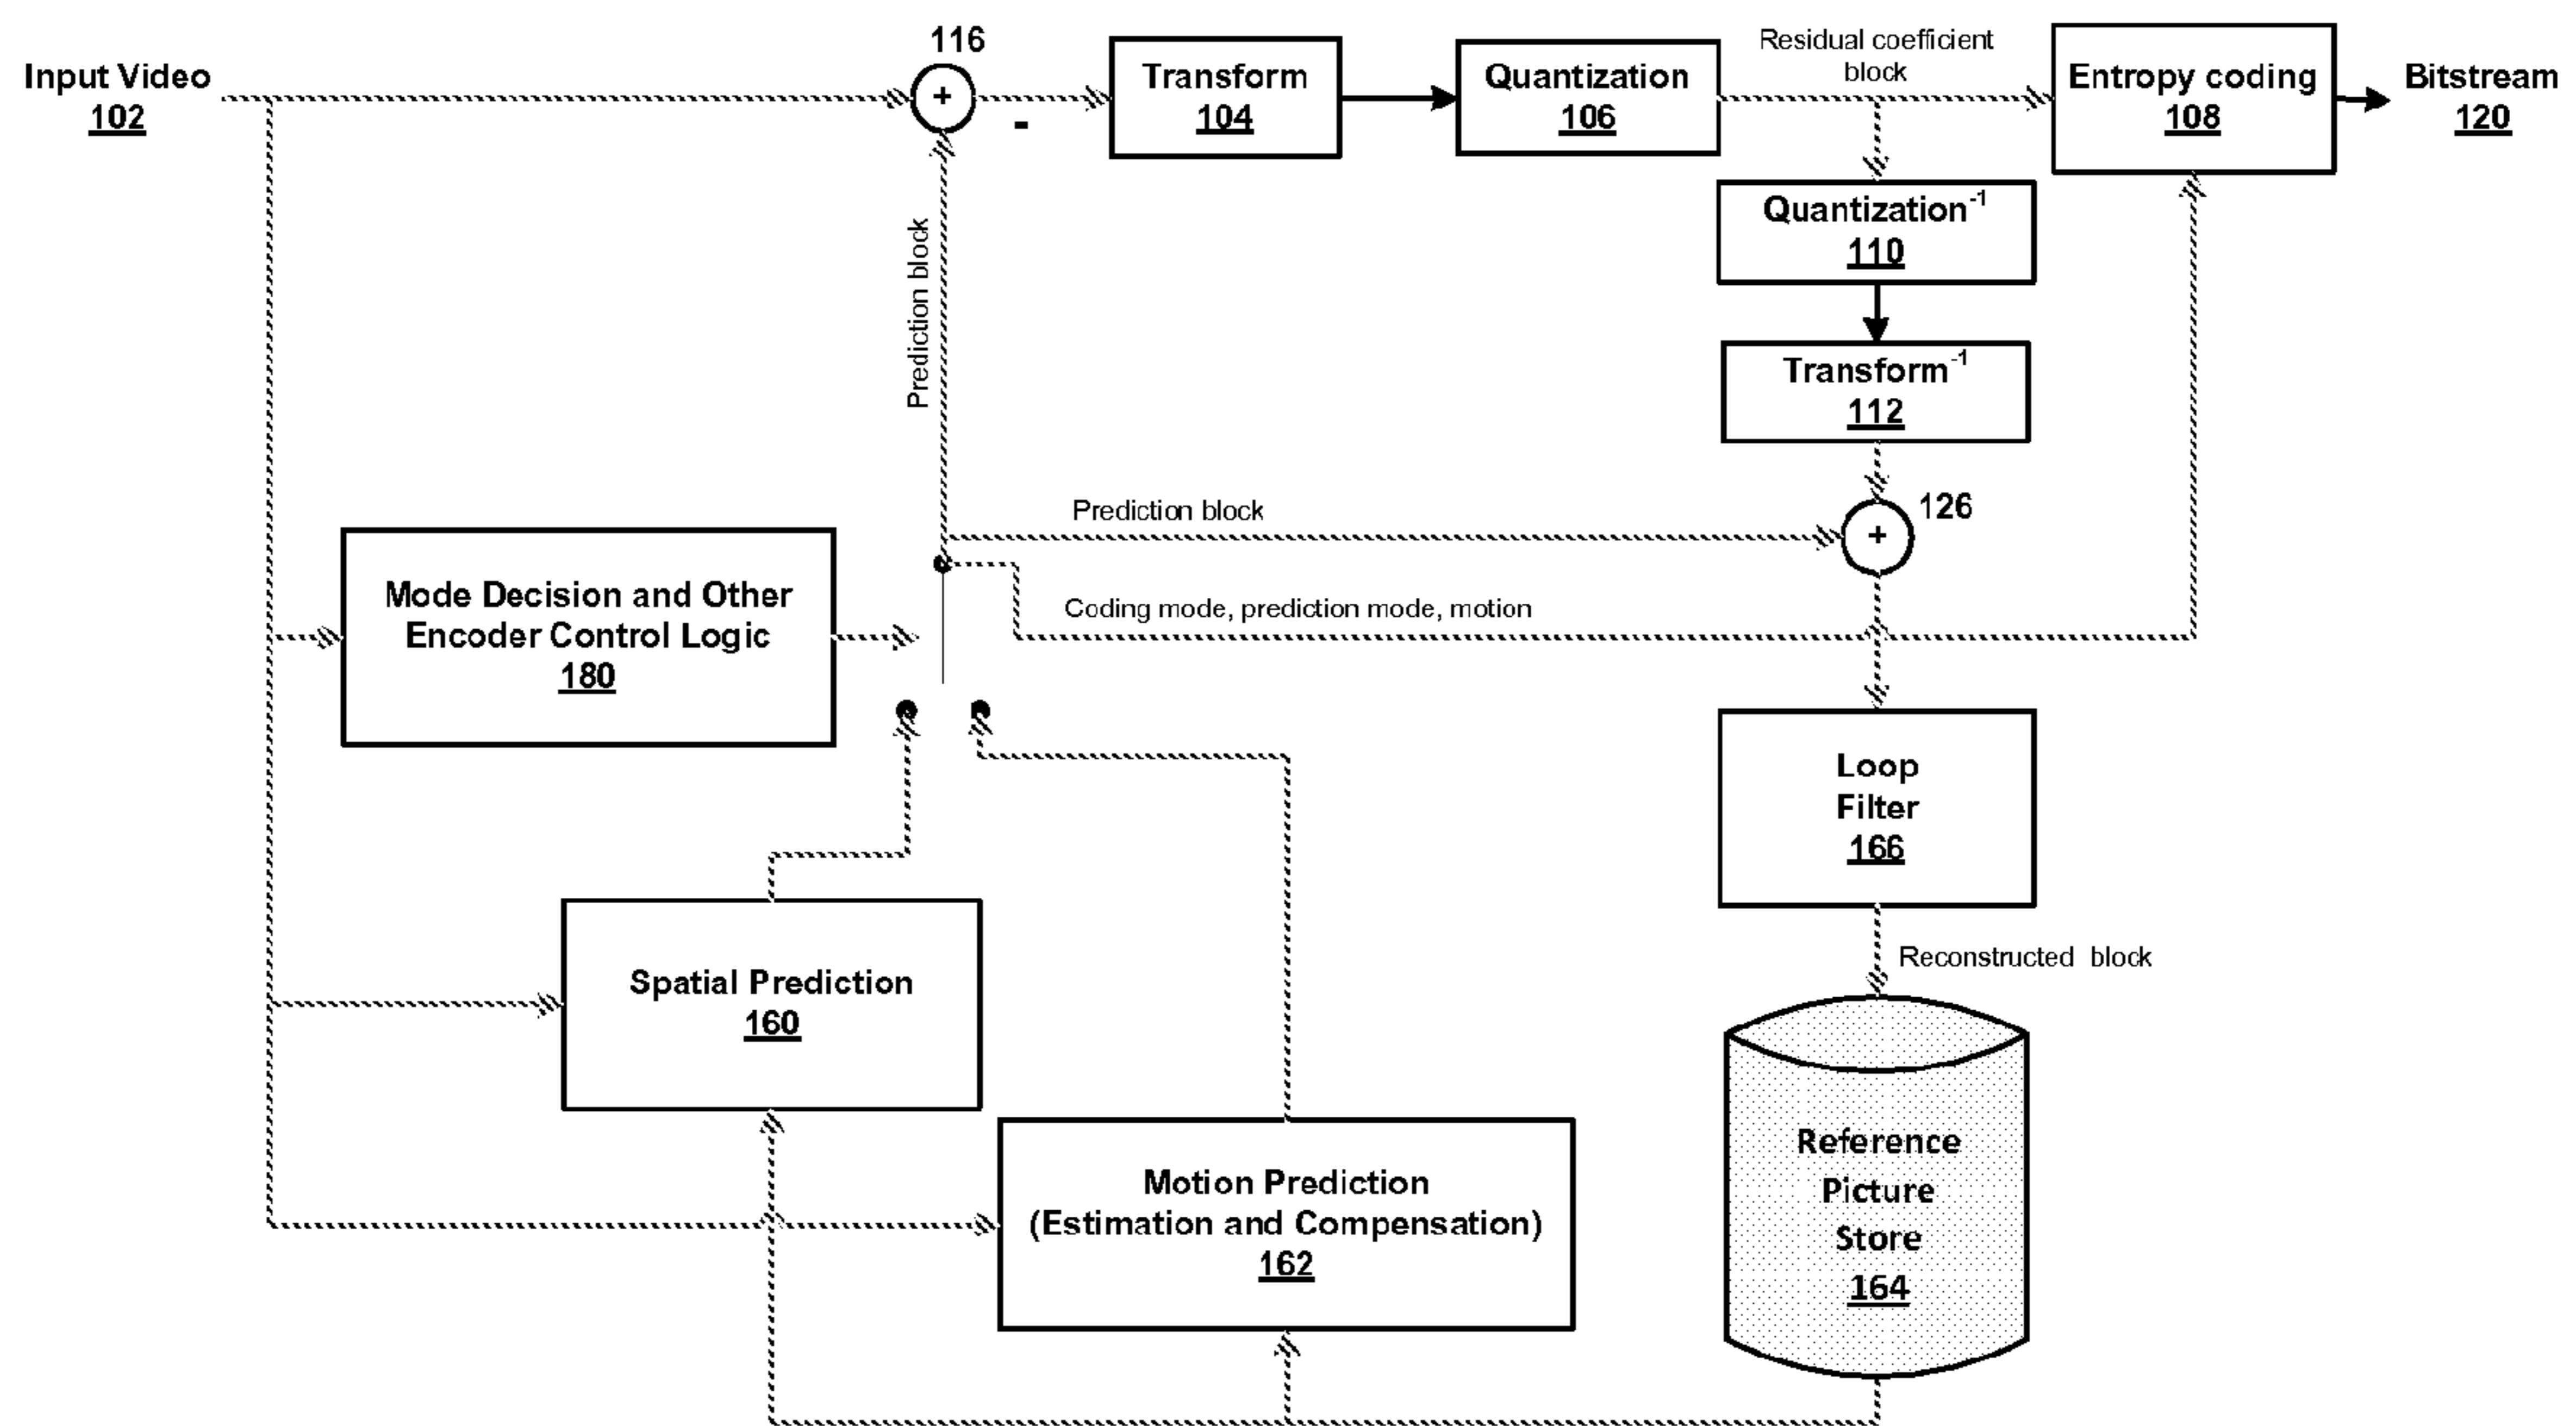 Input Video
102
116
+
-
Transform
104
Quantization
106
Residual coefficient
block
Entropy coding
108
Bitstream
120
Quantization-1
110
Transform-1
112
Prediction block
Prediction block
+
126
Coding mode, prediction mode, motion
Mode Decision and Other
Encoder Control Logic
180
Loop
Filter
166
Reconstructed block
Spatial Prediction
160
Motion Prediction
(Estimation and Compensation)
162
Reference
Picture
Store
164